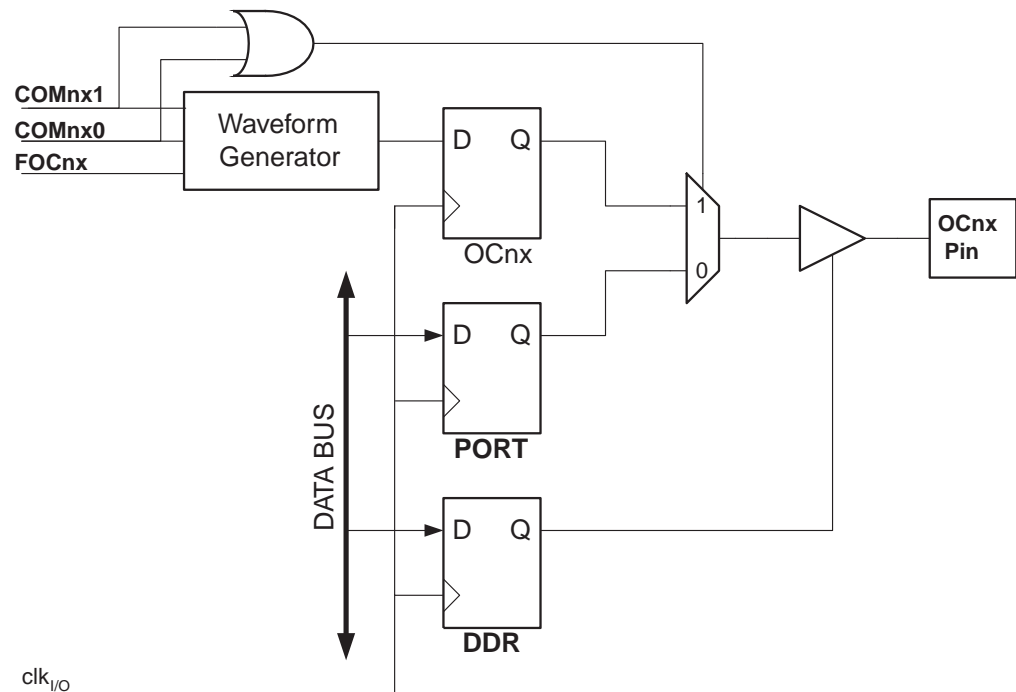 COMnx1
COMnx0
FOCnx
Waveform
Generator
D Q
OCnx
1
0
OCnx
Pin
DATA BUS
D Q
PORT
D Q
DDR
clkI/O